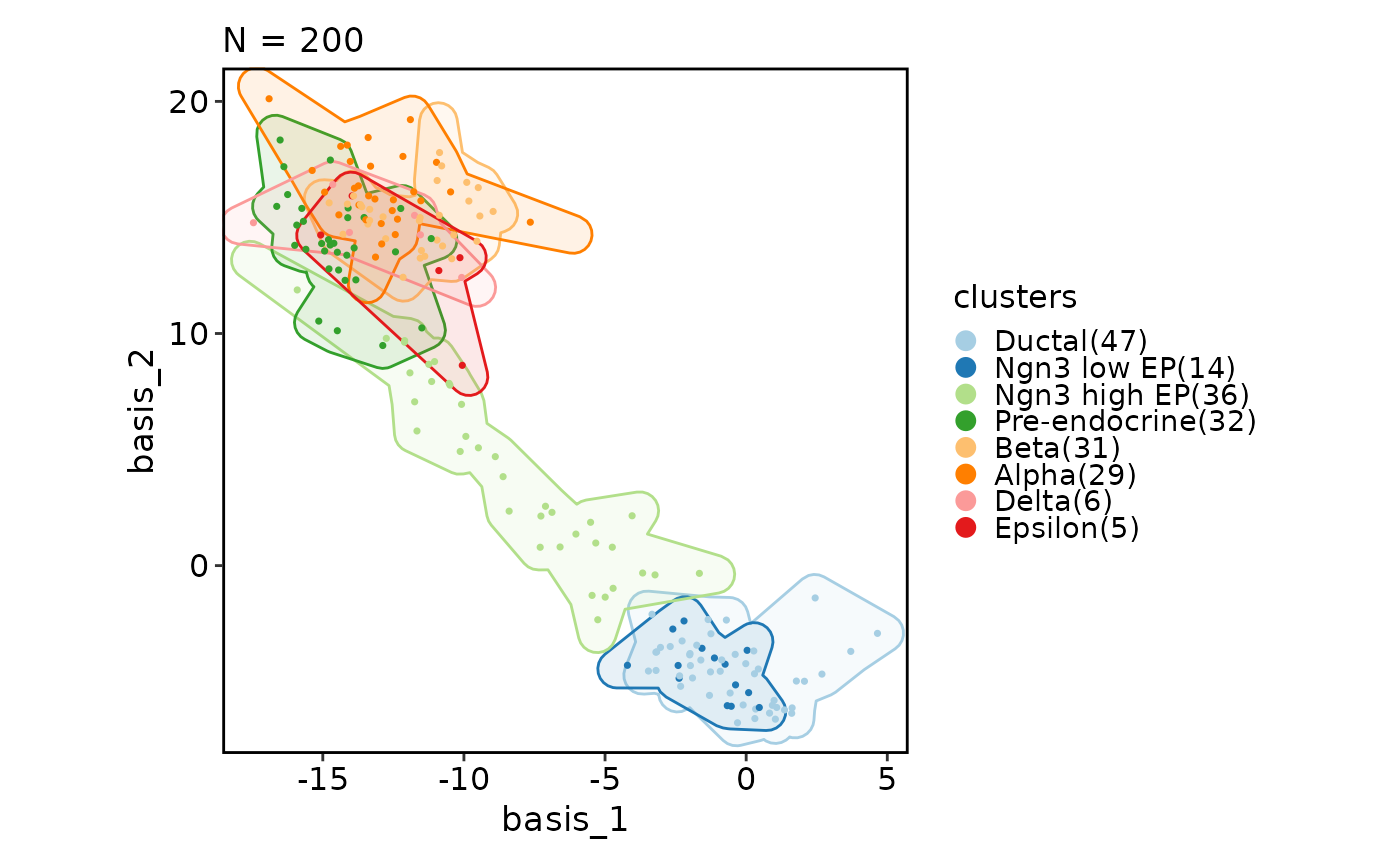 N = 200
20
10
0
basis_2
-15
-10
-5
0
5
basis_1
clusters
Ductal(47)
Ngn3 low EP(14)
Ngn3 high EP(36)
Pre-endocrine(32)
Beta(31)
Alpha(29)
Delta(6)
Epsilon(5)